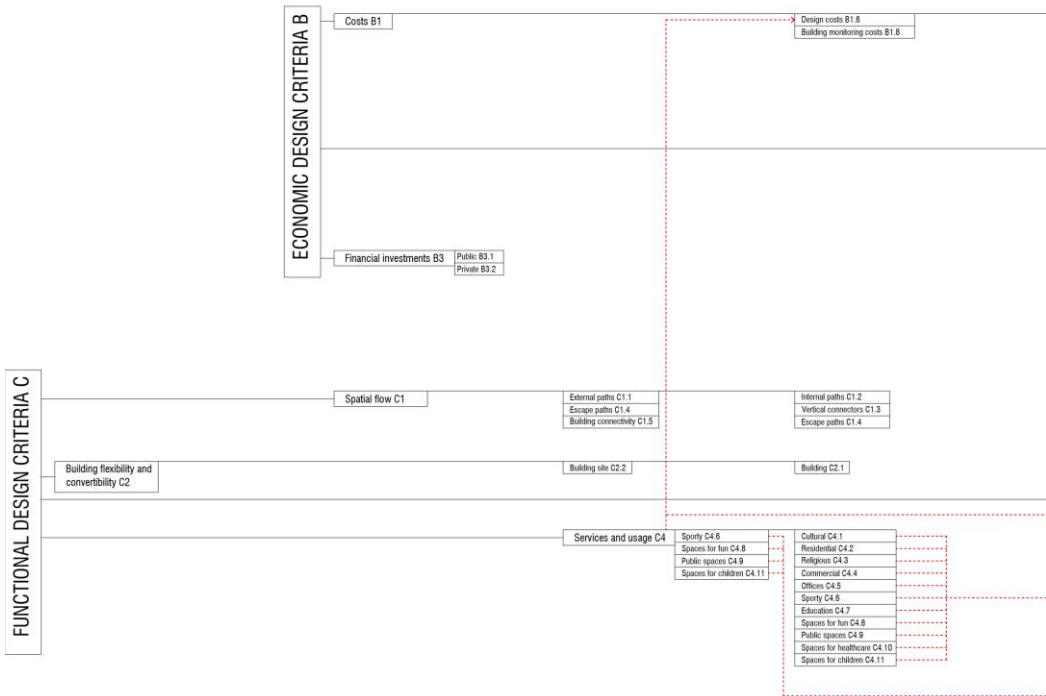 ECONOMIC DESIGN CRITERIA B
Costs B1
Design costs B1.6
Building monitoring costs B1.8
Financial investments B3
Public B3.1
Private B3.2
FUNCTIONAL DESIGN CRITERIA C
Spatial flow C1
External paths C1.1
Escape paths C1.4
Building connectivity C1.5
Internal paths C1.2
Vertical connectors C1.3
Escape paths C1.4
Building flexibility and
convertibility C2
Building site C2.2
Building C2.1
Services and usage C4
Sporty C4.6
Spaces for fun C4.8
Public spaces C4.9
Spaces for children C4.11
Cultural C4.1
Residential C4.2
Religious C4.3
Commercial C4.4
Offices C4.5
Sporty C4.6
Education C4.7
Spaces for fun C4.8
Public spaces C4.9
Spaces for healthcare C4.10
Spaces for children C4.11